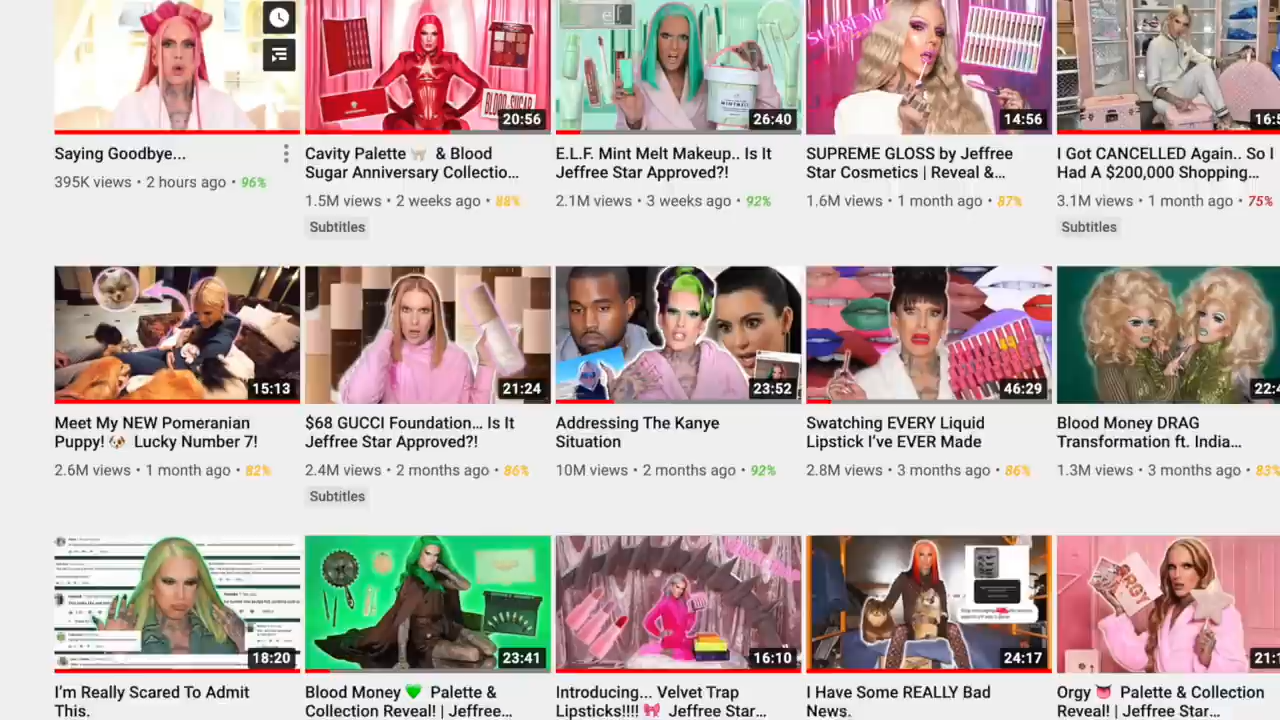 SUPREME
BLOOD SUGAR
20:56
26:40
14:56
16:5
Saying Goodbye...
395K views • 2 hours ago • 96%
Cavity Palette 🦷 & Blood
Sugar Anniversary Collectio...
1.5M views • 2 weeks ago • 88%
Subtitles
E.L.F. Mint Melt Makeup.. Is It
Jeffree Star Approved?!
2.1M views • 3 weeks ago • 92%
SUPREME GLOSS by Jeffree
Star Cosmetics | Reveal &...
1.6M views • 1 month ago • 87%
I Got CANCELLED Again.. So I
Had A $200,000 Shopping...
3.1M views • 1 month ago • 75%
Subtitles
15:13
21:24
23:52
46:29
22:4
Meet My NEW Pomeranian
Puppy! 🐶 Lucky Number 7!
2.6M views • 1 month ago • 82%
$68 GUCCI Foundation... Is It
Jeffree Star Approved?!
2.4M views • 2 months ago • 86%
Subtitles
Addressing The Kanye
Situation
10M views • 2 months ago • 92%
Swatching EVERY Liquid
Lipstick I've EVER Made
2.8M views • 3 months ago • 86%
Blood Money DRAG
Transformation ft. India...
1.3M views • 3 months ago • 83%
18:20
23:41
16:10
24:17
21:1
I'm Really Scared To Admit
This.
Blood Money 💚 Palette &
Collection Reveal! | Jeffree...
Introducing... Velvet Trap
Lipsticks!!!! 🎀 Jeffree Star...
I Have Some REALLY Bad
News.
Orgy 👅 Palette & Collection
Reveal! | Jeffree Star...